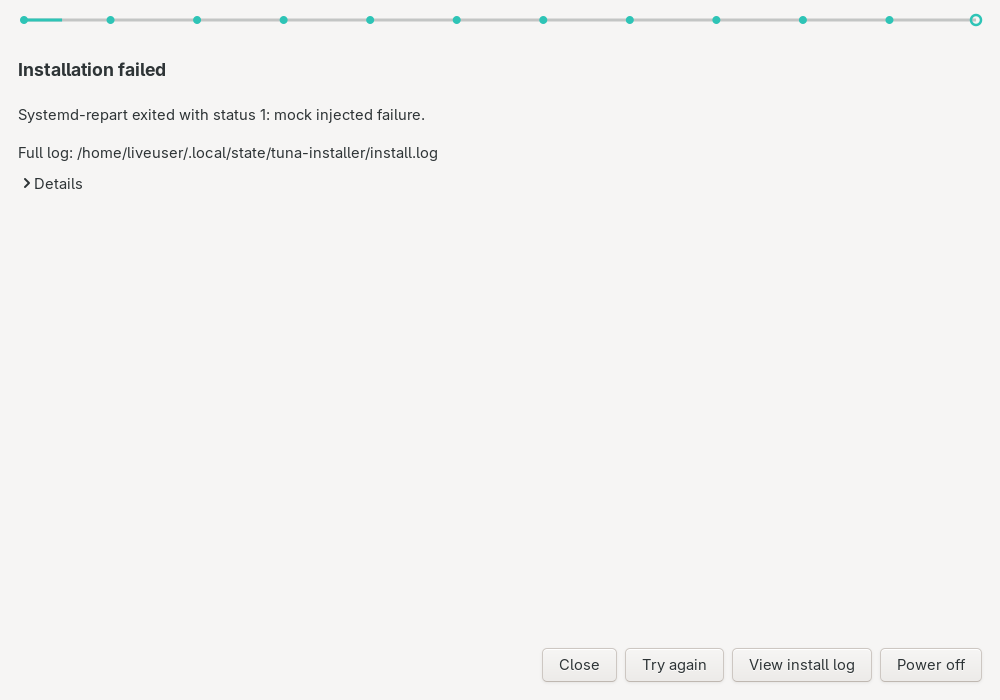 Installation failed
Systemd-repart exited with status 1: mock injected failure.
Full log: /home/liveuser/.local/state/tuna-installer/install.log
Details
Close
Try again
View install log
Power off